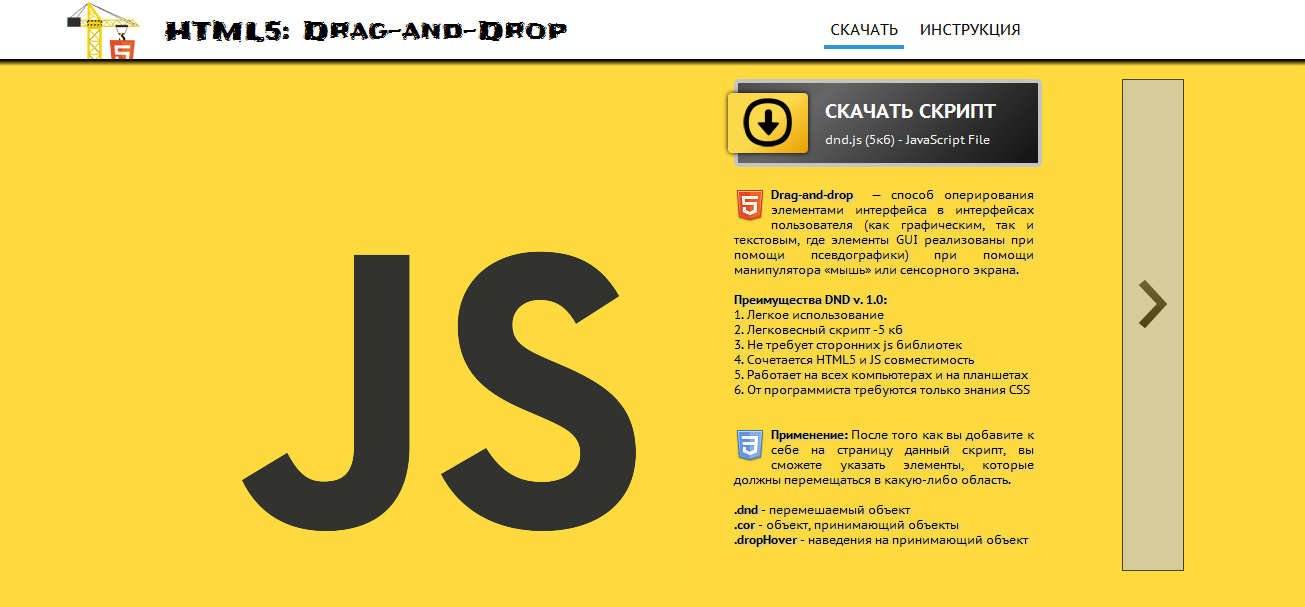 HTML5: Drag-and-Drop
СКАЧАТЬ ИНСТРУКЦИЯ
JS
СКАЧАТЬ СКРИПТ
dnd.js (5кб) - JavaScript File
5
Drag-and-drop — способ оперирования
элементами интерфейса в интерфейсах
пользователя (как графическим, так и
текстовым, где элементы GUI реализованы при
помощи псевдографики) при помощи
манипулятора «мышь» или сенсорного экрана.
Преимущества DND v. 1.0:
1. Легкое использование
2. Легковесный скрипт -5 кб
3. Не требует сторонних js библиотек
4. Сочетается HTML5 и JS совместимость
5. Работает на всех компьютерах и на планшетах
6. От программиста требуются только знания CSS
3
Применение: После того как вы добавите к
себе на страницу данный скрипт, вы
сможете указать элементы, которые
должны перемещаться в какую-либо область.
.dnd - перемешаемый объект
.cor - объект, принимающий объекты
.dropHover - наведения на принимающий объект